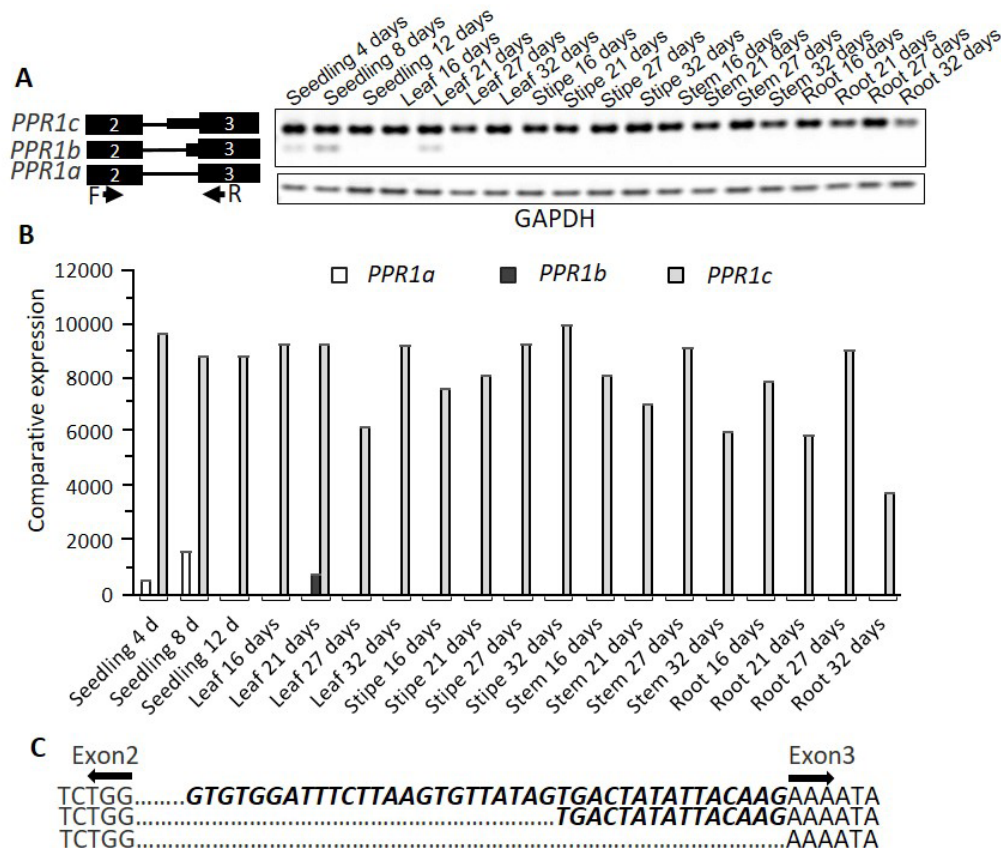 A
Seedling 4 days
Seedling 8 days
Seedling 12 days
Leaf 16 days
Leaf 21 days
Leaf 27 days
Leaf 32 days
Stipe 16 days
Stipe 21 days
Stipe 27 days
Stipe 32 days
Stem 16 days
Stem 21 days
Stem 27 days
Stem 32 days
Root 16 days
Root 21 days
Root 27 days
Root 32 days
PPR1c 2 3
PPR1b 2 3
PPR1a 2 3
F R
GAPDH
B
PPR1a PPR1b PPR1c
Comparative expression
12000
10000
8000
6000
4000
2000
0
Seedling 4 d
Seedling 8 d
Seedling 12 d
Leaf 16 days
Leaf 21 days
Leaf 27 days
Leaf 32 days
Stipe 16 days
Stipe 21 days
Stipe 27 days
Stipe 32 days
Stem 16 days
Stem 21 days
Stem 27 days
Stem 32 days
Root 16 days
Root 21 days
Root 27 days
Root 32 days
C
Exon2 Exon3
TCTGG........GTGTGGATTTCTTAAGTGTTATAGTGACTATATTACAAGAAAATA
TCTGG..........................................................TGACTATATTACAAGAAAATA
TCTGG..........................................................................................AAAATA